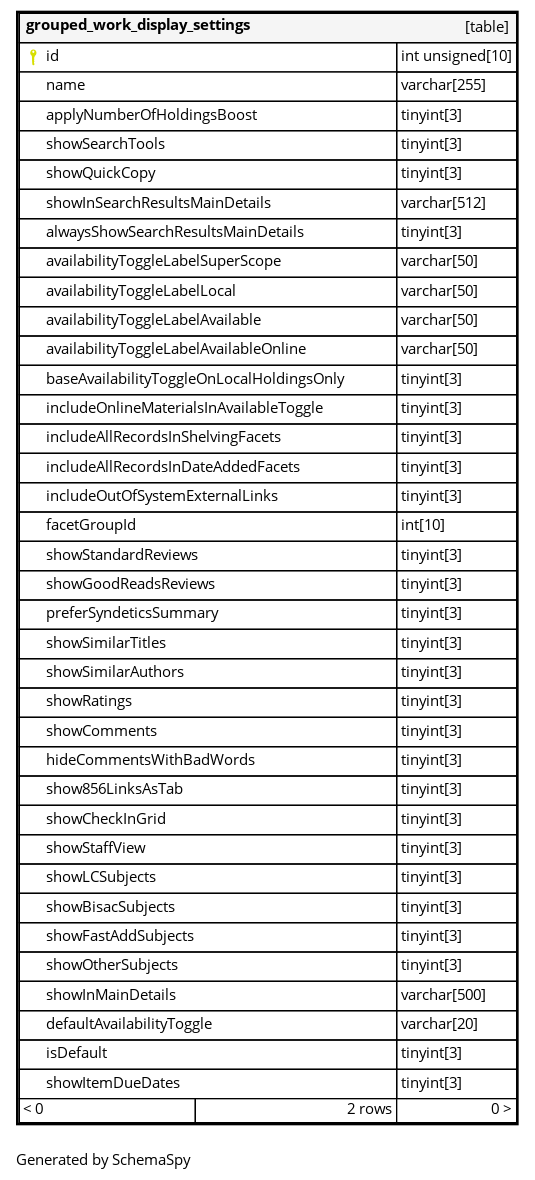 grouped_work_display_settings [table]
id int unsigned[10]
name varchar[255]
applyNumberOfHoldingsBoost tinyint[3]
showSearchTools tinyint[3]
showQuickCopy tinyint[3]
showInSearchResultsMainDetails varchar[512]
alwaysShowSearchResultsMainDetails tinyint[3]
availabilityToggleLabelSuperScope varchar[50]
availabilityToggleLabelLocal varchar[50]
availabilityToggleLabelAvailable varchar[50]
availabilityToggleLabelAvailableOnline varchar[50]
baseAvailabilityToggleOnLocalHoldingsOnly tinyint[3]
includeOnlineMaterialsInAvailableToggle tinyint[3]
includeAllRecordsInShelvingFacets tinyint[3]
includeAllRecordsInDateAddedFacets tinyint[3]
includeOutOfSystemExternalLinks tinyint[3]
facetGroupId int[10]
showStandardReviews tinyint[3]
showGoodReadsReviews tinyint[3]
preferSyndeticsSummary tinyint[3]
showSimilarTitles tinyint[3]
showSimilarAuthors tinyint[3]
showRatings tinyint[3]
showComments tinyint[3]
hideCommentsWithBadWords tinyint[3]
show856LinksAsTab tinyint[3]
showCheckInGrid tinyint[3]
showStaffView tinyint[3]
showLCSubjects tinyint[3]
showBisacSubjects tinyint[3]
showFastAddSubjects tinyint[3]
showOtherSubjects tinyint[3]
showInMainDetails varchar[500]
defaultAvailabilityToggle varchar[20]
isDefault tinyint[3]
showItemDueDates tinyint[3]
< 0 2 rows 0 >
Generated by SchemaSpy